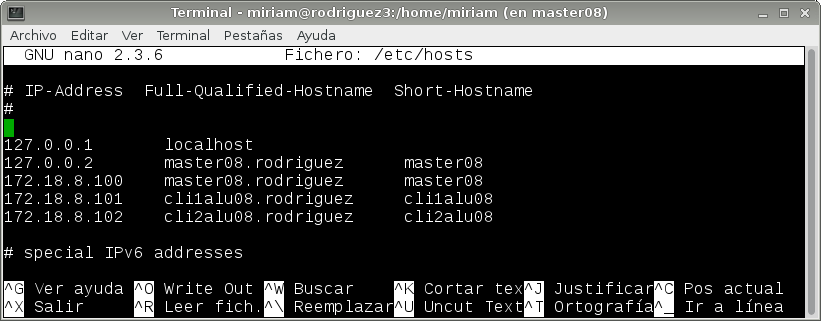 Terminal - miriam@rodriguez3:/home/miriam (en master08)
Archivo Editar Ver Terminal Pestañas Ayuda
GNU nano 2.3.6 Fichero: /etc/hosts
# IP-Address Full-Qualified-Hostname Short-Hostname
#
127.0.0.1 localhost
127.0.0.2 master08.rodriguez master08
172.18.8.100 master08.rodriguez master08
172.18.8.101 cli1alu08.rodriguez cli1alu08
172.18.8.102 cli2alu08.rodriguez cli2alu08
# special IPv6 addresses
^G Ver ayuda ^O Write Out ^W Buscar ^K Cortar tex^J Justificar^C Pos actual
^X Salir ^R Leer fich.^\ Reemplazar^U Uncut Text^T Ortografía^_ Ir a línea